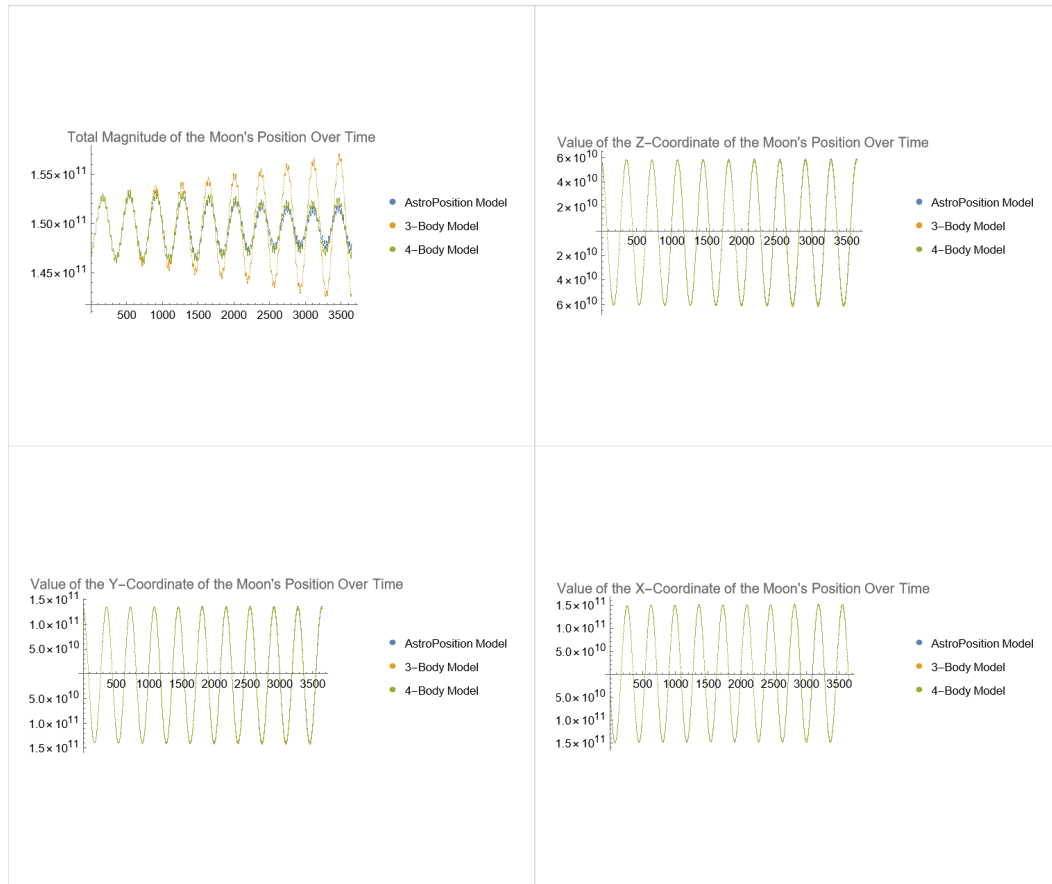 Total Magnitude of the Moon's Position Over Time
1.55×10^11
1.50×10^11
1.45×10^11
500 1000 1500 2000 2500 3000 3500
AstroPosition Model
3-Body Model
4-Body Model
Value of the Z-Coordinate of the Moon's Position Over Time
6×10^10
4×10^10
2×10^10
500 1000 1500 2000 2500 3000 3500
2×10^10
4×10^10
6×10^10
AstroPosition Model
3-Body Model
4-Body Model
Value of the Y-Coordinate of the Moon's Position Over Time
1.5×10^11
1.0×10^11
5.0×10^10
500 1000 1500 2000 2500 3000 3500
5.0×10^10
1.0×10^11
1.5×10^11
AstroPosition Model
3-Body Model
4-Body Model
Value of the X-Coordinate of the Moon's Position Over Time
1.5×10^11
1.0×10^11
5.0×10^10
500 1000 1500 2000 2500 3000 3500
5.0×10^10
1.0×10^11
1.5×10^11
AstroPosition Model
3-Body Model
4-Body Model